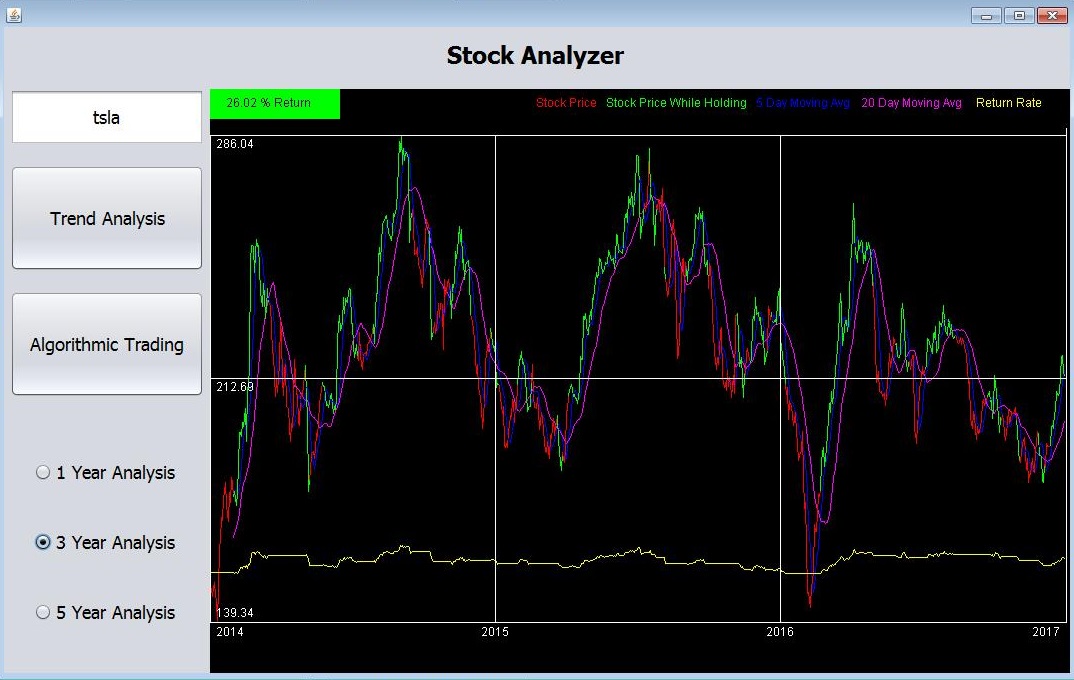 Stock Analyzer
tsla
Trend Analysis
Algorithmic Trading
1 Year Analysis
3 Year Analysis
5 Year Analysis
26.02 % Return
Stock Price Stock Price While Holding 5 Day Moving Avg 20 Day Moving Avg Return Rate
286.04
212.69
139.34
2014 2015 2016 2017